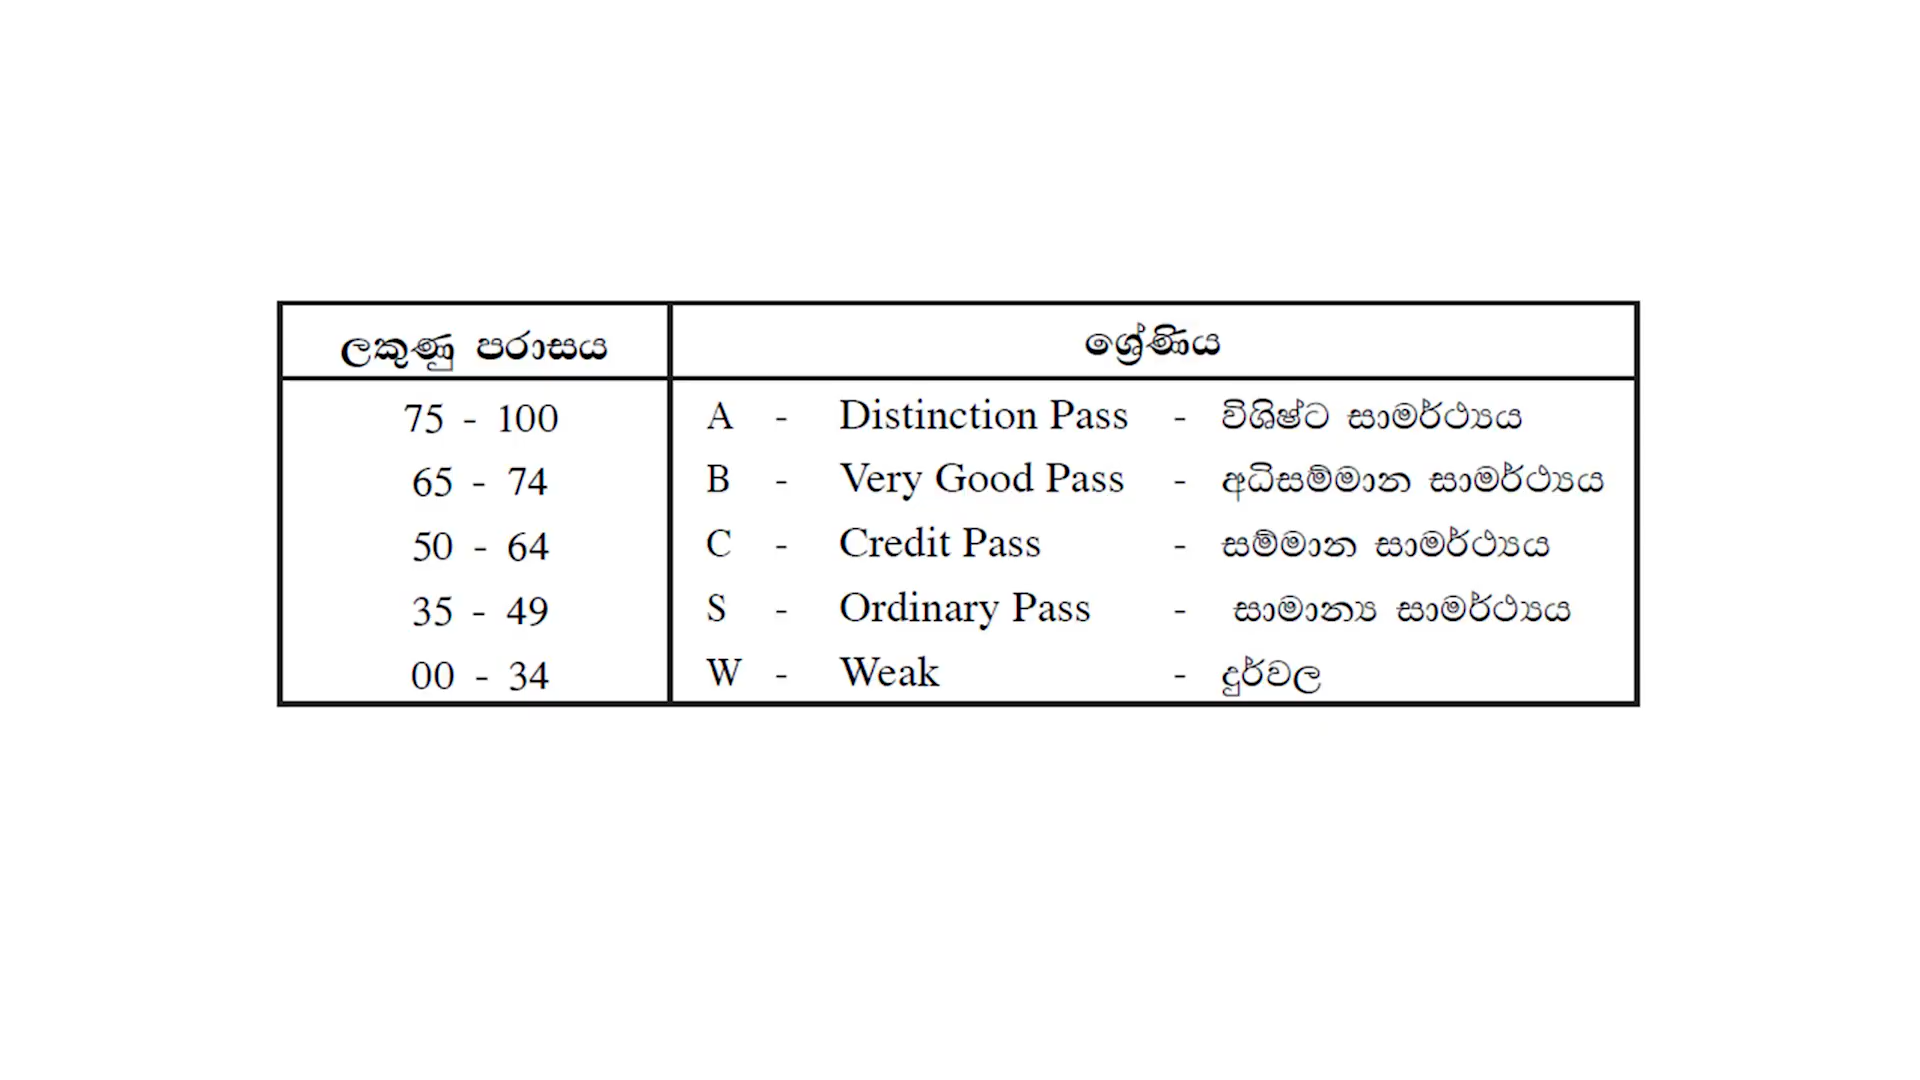 ලකුණු පරාසය ශ්‍රේණිය
75 - 100 A - Distinction Pass - විශිෂ්ට සාමර්ථ්‍යය
65 - 74 B - Very Good Pass - අධිසම්මාන සාමර්ථ්‍යය
50 - 64 C - Credit Pass - සම්මාන සාමර්ථ්‍යය
35 - 49 S - Ordinary Pass - සාමාන්‍ය සාමර්ථ්‍යය
00 - 34 W - Weak - දුර්වල